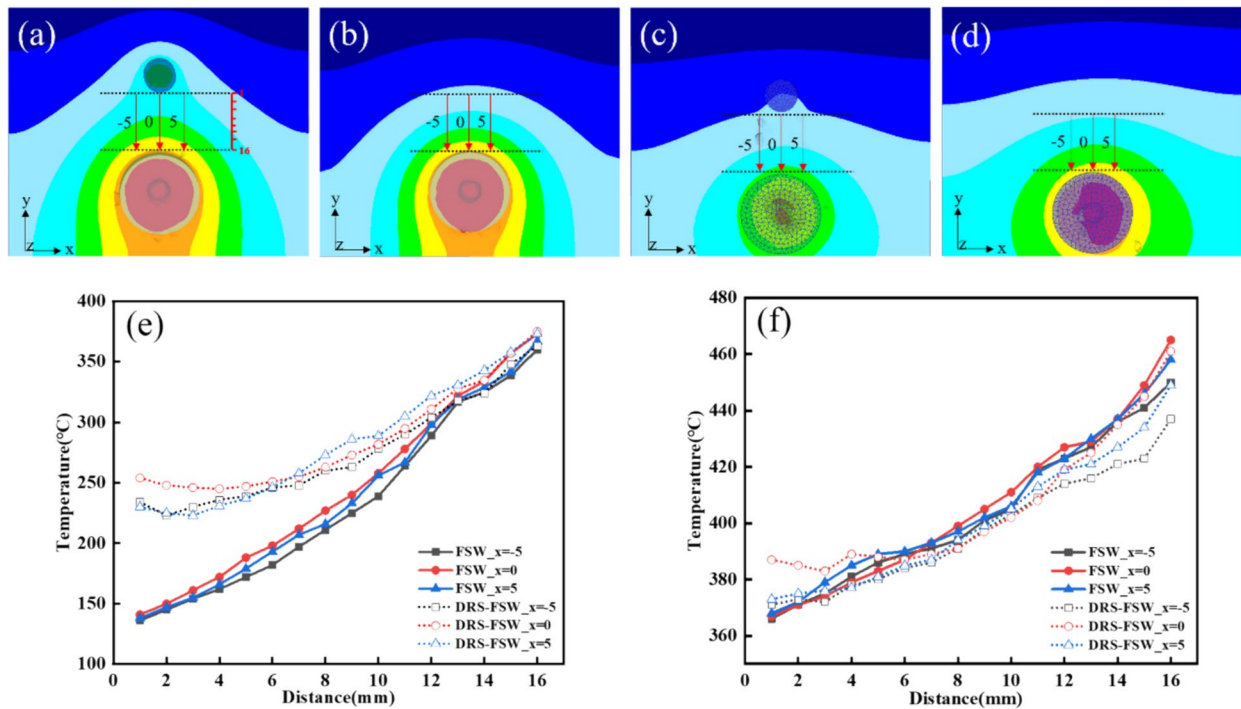 (a)
1
-5 0 5
16
y
z x
(b)
-5 0 5
y
z x
(c)
-5 0 5
y
z x
(d)
-5 0 5
y
z x
(e)
400
350
300
250
200
150
100
Temperature(°C)
FSW_x=-5
FSW_x=0
FSW_x=5
DRS-FSW_x=-5
DRS-FSW_x=0
DRS-FSW_x=5
0 2 4 6 8 10 12 14 16
Distance(mm)
(f)
480
460
440
420
400
380
360
Temperature(°C)
FSW_x=-5
FSW_x=0
FSW_x=5
DRS-FSW_x=-5
DRS-FSW_x=0
DRS-FSW_x=5
0 2 4 6 8 10 12 14 16
Distance(mm)